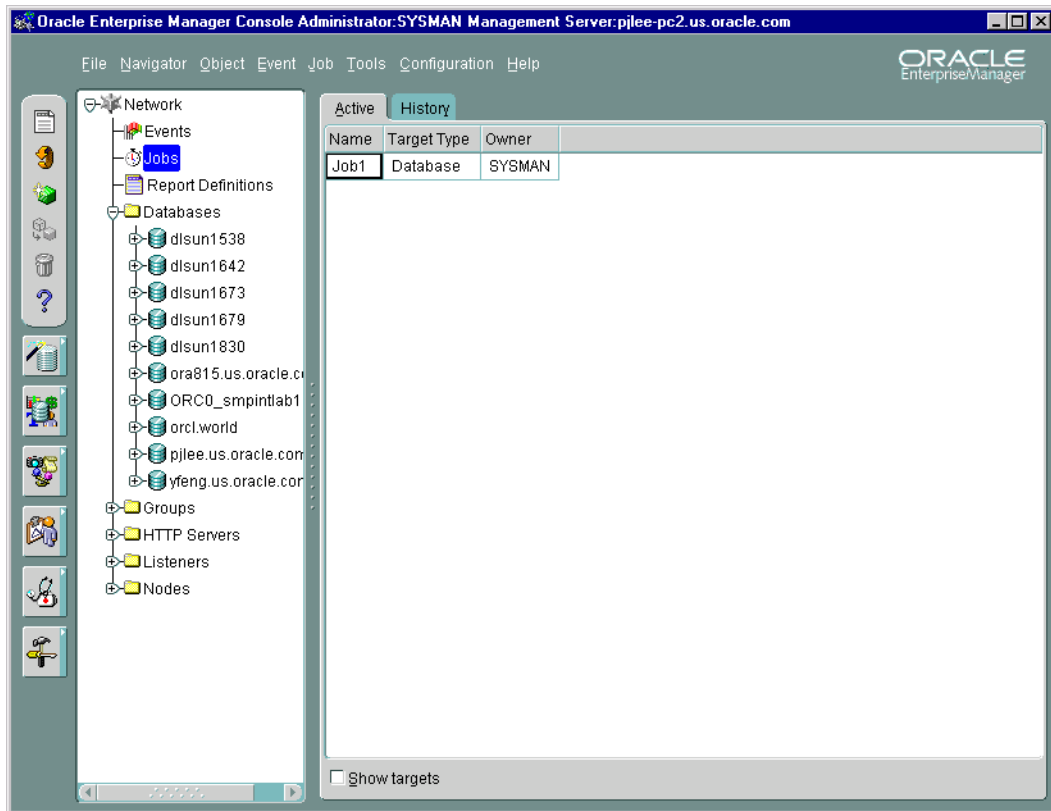 Oracle Enterprise Manager Console Administrator:SYSMAN Management Server:pjlee-pc2.us.oracle.com
File Navigator Object Event Job Tools Configuration Help
ORACLE
EnterpriseManager
Network
Events
Jobs
Report Definitions
Databases
dlsun1538
dlsun1642
dlsun1673
dlsun1679
dlsun1830
ora815.us.oracle.c
ORC0_smpintlab1
orcl.world
pjlee.us.oracle.com
yfeng.us.oracle.cor
Groups
HTTP Servers
Listeners
Nodes
Active History
Name Target Type Owner
Job1 Database SYSMAN
Show targets